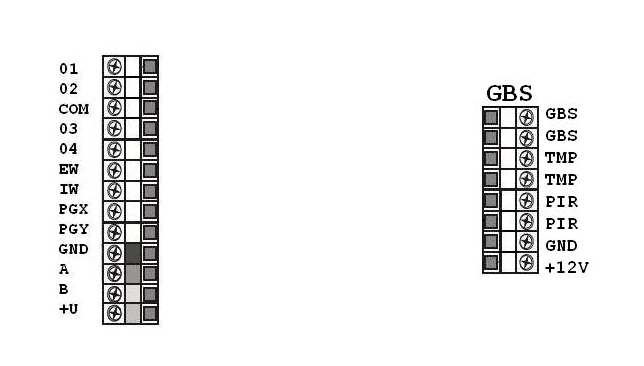 01
02
COM
03
04
EW
IW
PGX
PGY
GND
A
B
+U
GBS
GBS
GBS
TMP
TMP
PIR
PIR
GND
+12V